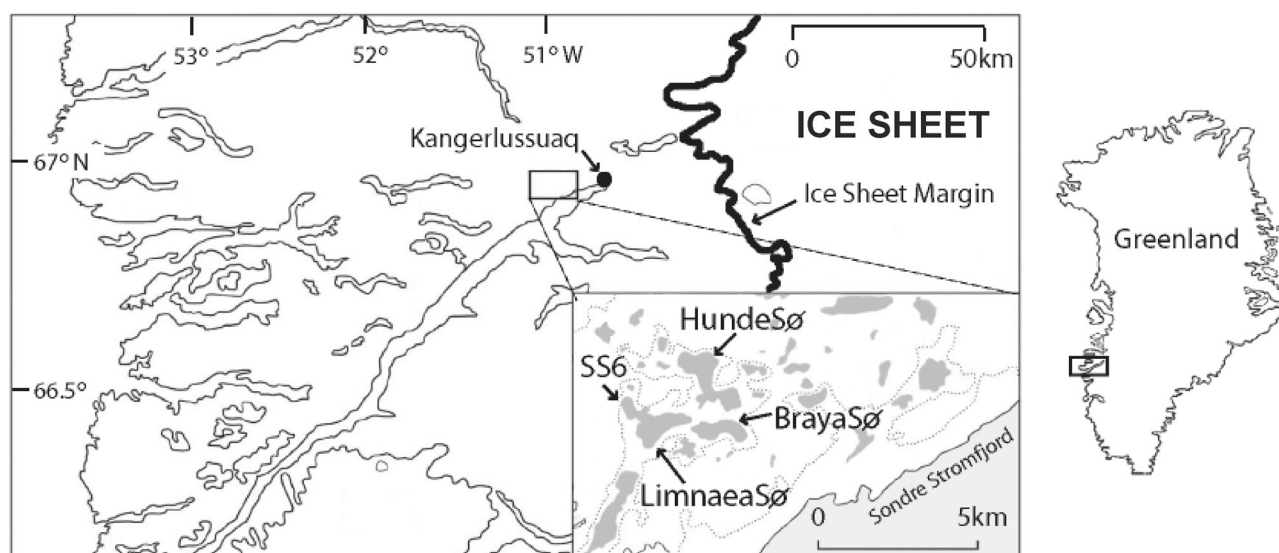 53°
52°
51°W
0
50km
ICE SHEET
Kangerlussuaq
67°N
Ice Sheet Margin
Greenland
HundeSø
SS6
66.5°
BrayaSø
LimnaeaSø
Sondre Stromfjord
0
5km